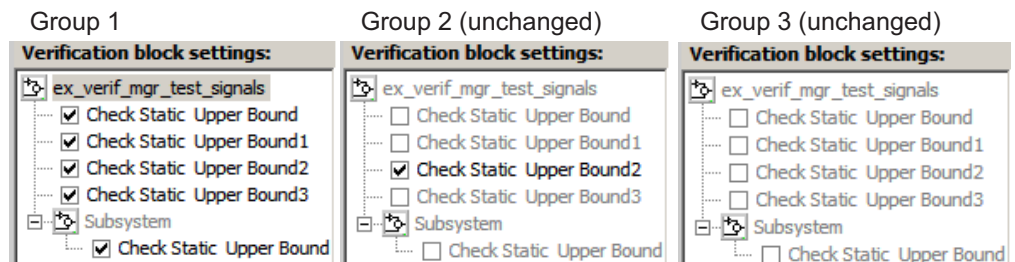 Group 1 Group 2 (unchanged) Group 3 (unchanged)
Verification block settings: Verification block settings: Verification block settings:
ex_verif_mgr_test_signals ex_verif_mgr_test_signals ex_verif_mgr_test_signals
Check Static Upper Bound Check Static Upper Bound Check Static Upper Bound
Check Static Upper Bound1 Check Static Upper Bound1 Check Static Upper Bound1
Check Static Upper Bound2 Check Static Upper Bound2 Check Static Upper Bound2
Check Static Upper Bound3 Check Static Upper Bound3 Check Static Upper Bound3
Subsystem Subsystem Subsystem
Check Static Upper Bound Check Static Upper Bound Check Static Upper Bound